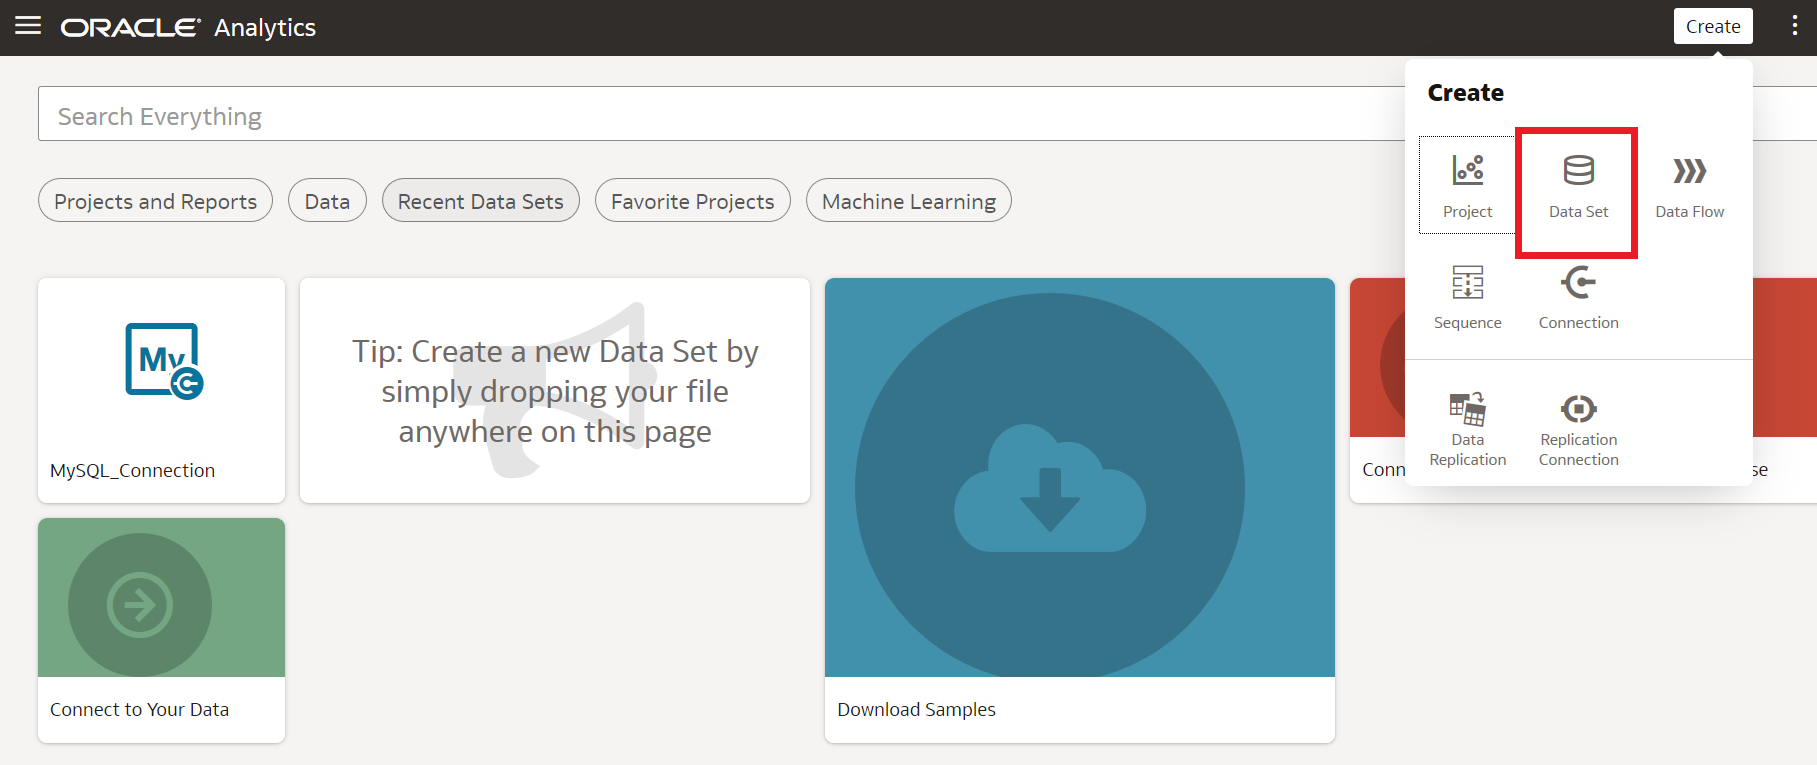 ORACLE Analytics
Create
Search Everything
Create
Project
Data Set
Data Flow
Sequence
Connection
Data
Replication
Replication
Connection
Projects and Reports
Data
Recent Data Sets
Favorite Projects
Machine Learning
My
MySQL_Connection
Tip: Create a new Data Set by
simply dropping your file
anywhere on this page
Connect to Your Data
Download Samples